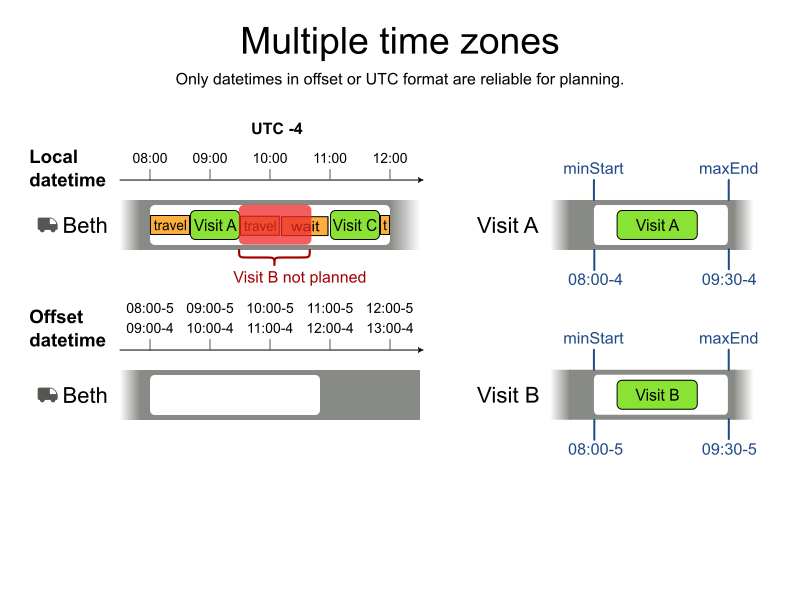 Multiple time zones
Only datetimes in offset or UTC format are reliable for planning.
UTC -4
Local datetime
08:00 09:00 10:00 11:00 12:00
Beth
travel Visit A travel wait Visit C t
Visit B not planned
Offset datetime
08:00-5 09:00-5 10:00-5 11:00-5 12:00-5
09:00-4 10:00-4 11:00-4 12:00-4 13:00-4
Beth
minStart maxEnd
Visit A
Visit A
08:00-4 09:30-4
minStart maxEnd
Visit B
Visit B
08:00-5 09:30-5